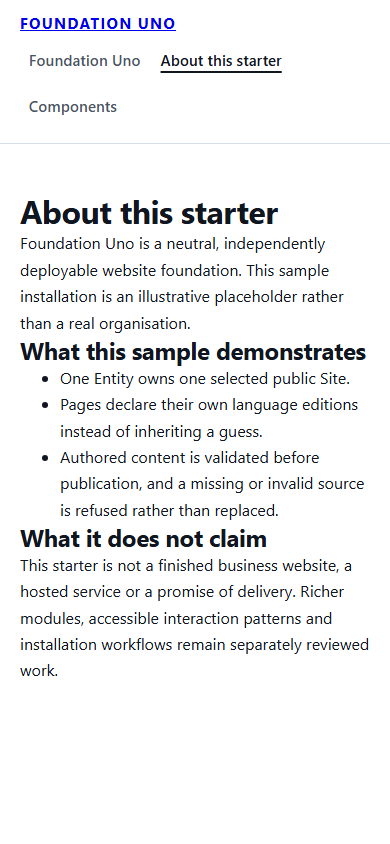 FOUNDATION UNO
Foundation Uno About this starter
Components
About this starter
Foundation Uno is a neutral, independently
deployable website foundation. This sample
installation is an illustrative placeholder rather
than a real organisation.
What this sample demonstrates
One Entity owns one selected public Site.
Pages declare their own language editions
instead of inheriting a guess.
Authored content is validated before
publication, and a missing or invalid source
is refused rather than replaced.
What it does not claim
This starter is not a finished business website, a
hosted service or a promise of delivery. Richer
modules, accessible interaction patterns and
installation workflows remain separately reviewed
work.